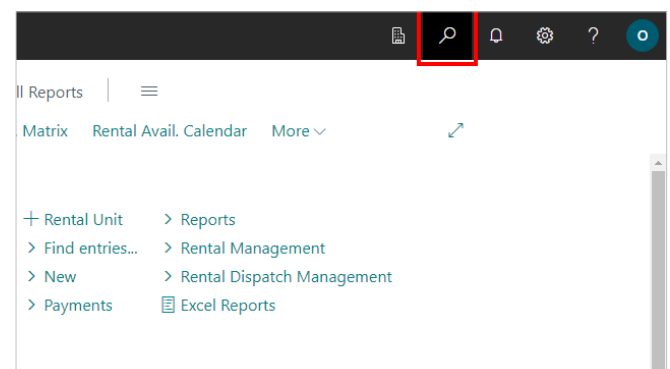 ?
O
ll Reports
Matrix Rental Avail. Calendar More
Rental Unit Reports
Find entries... Rental Management
New Rental Dispatch Management
Payments Excel Reports